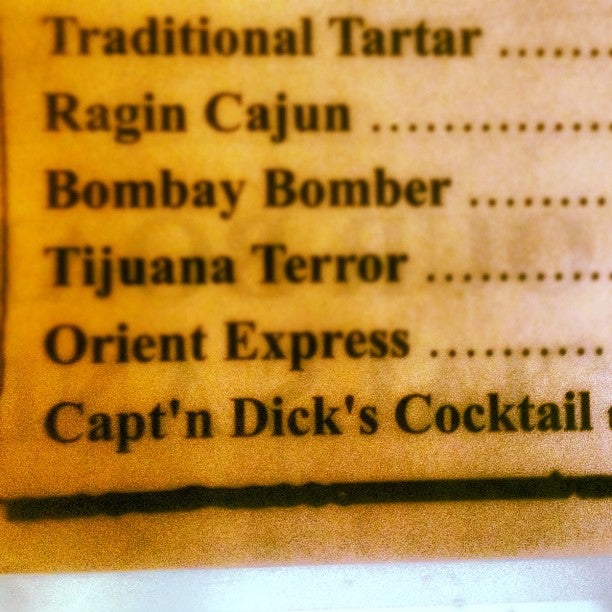 Traditional Tartar ........
Ragin Cajun ................
Bombay Bomber .........
Tijuana Terror ............
Orient Express ............
Capt'n Dick's Cocktail